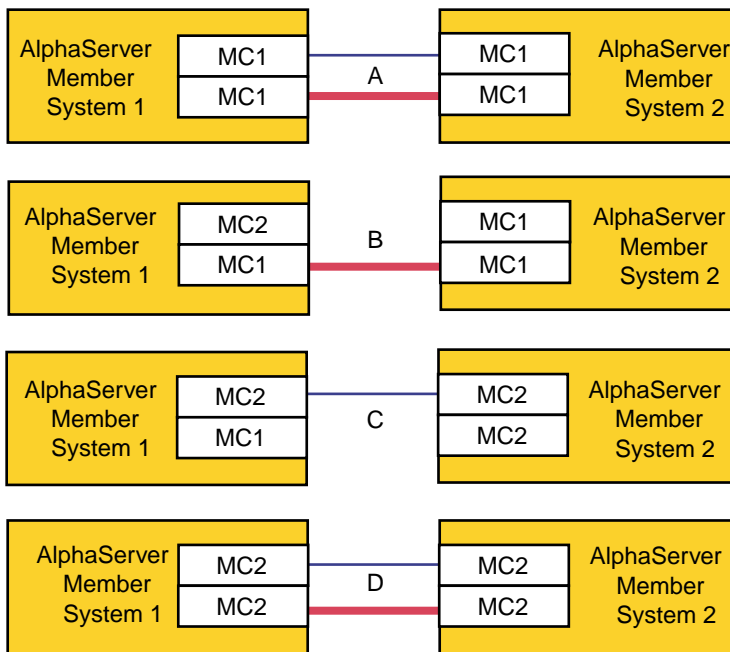 AlphaServer
Member
System 1
MC1
MC1
A
MC1
MC1
AlphaServer
Member
System 2
AlphaServer
Member
System 1
MC2
MC1
B
MC1
MC1
AlphaServer
Member
System 2
AlphaServer
Member
System 1
MC2
MC1
C
MC2
MC2
AlphaServer
Member
System 2
AlphaServer
Member
System 1
MC2
MC2
D
MC2
MC2
AlphaServer
Member
System 2